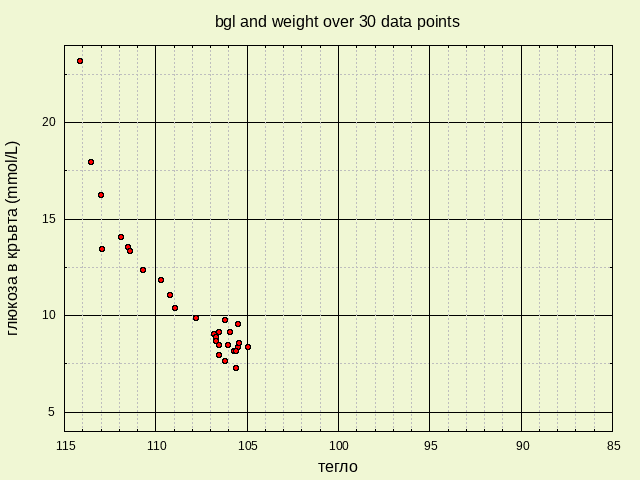 bgl and weight over 30 data points
глюкоза в кръвта (mmol/L)
20
15
10
5
115 110 105 100 95 90 85
тегло